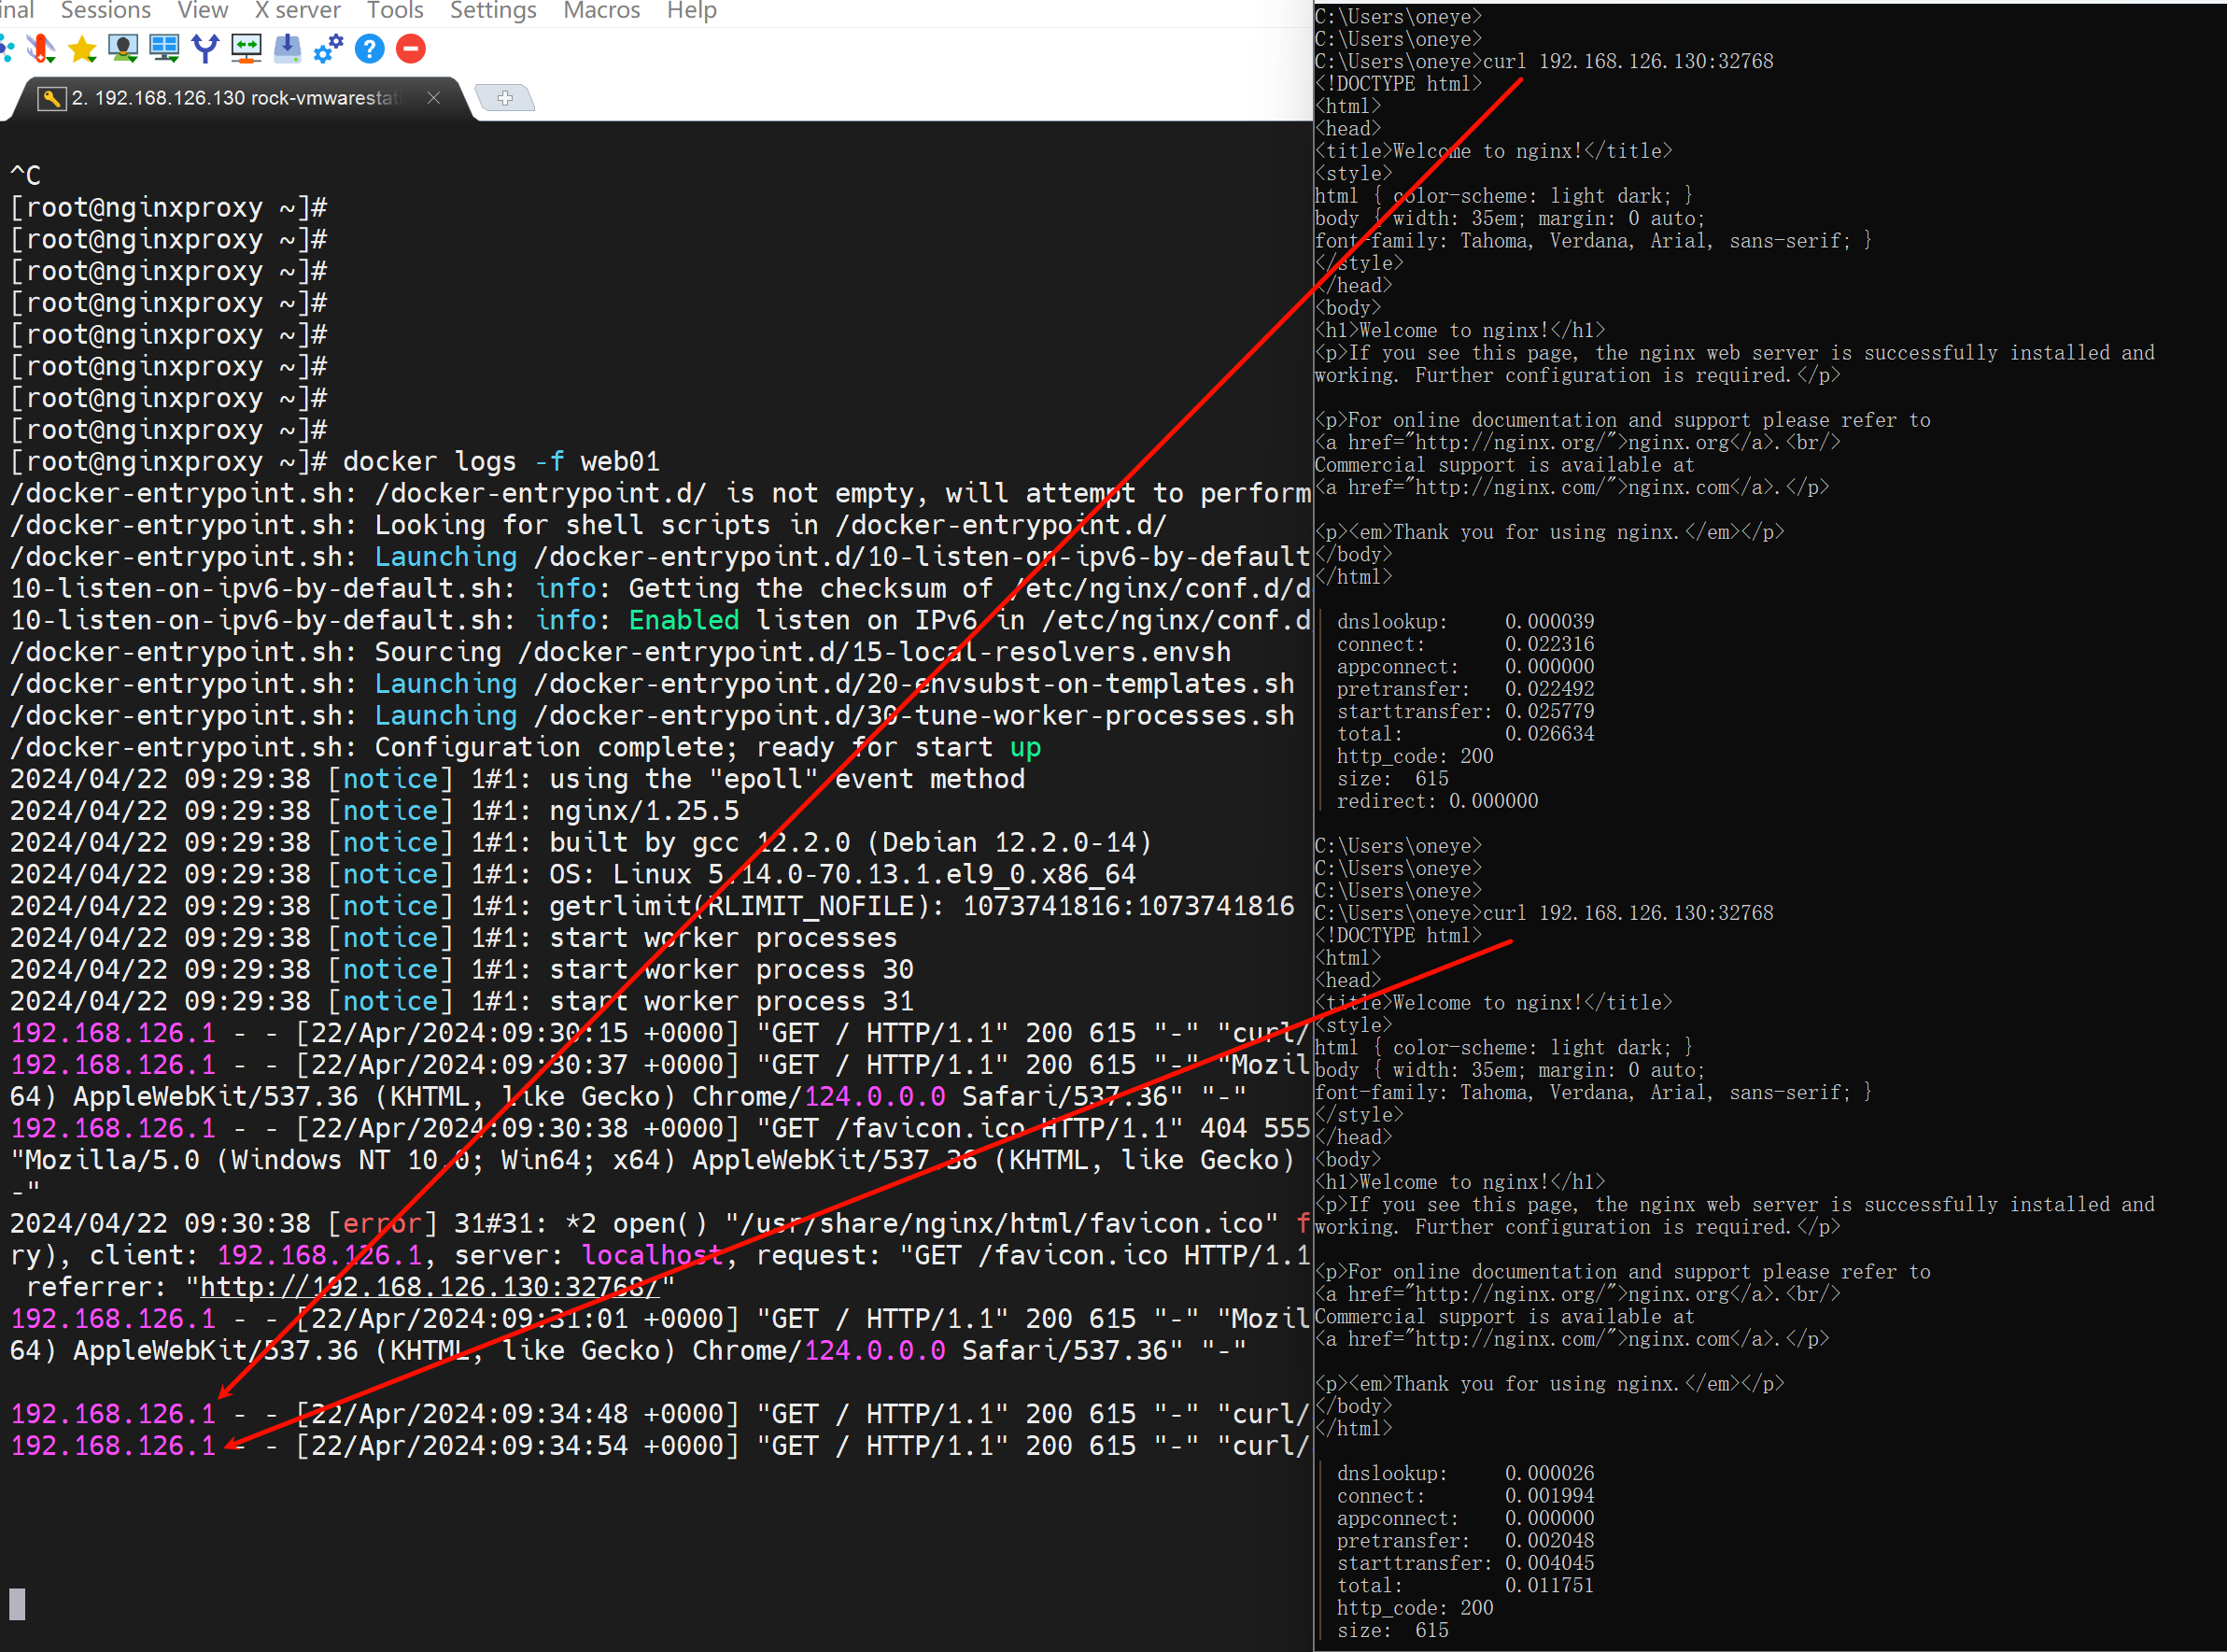 inal Sessions View X server Tools Settings Macros Help
2. 192.168.126.130 rock-vmwarestati
^C
[root@nginxproxy ~]#
[root@nginxproxy ~]#
[root@nginxproxy ~]#
[root@nginxproxy ~]#
[root@nginxproxy ~]#
[root@nginxproxy ~]#
[root@nginxproxy ~]#
[root@nginxproxy ~]#
[root@nginxproxy ~]# docker logs -f web01
/docker-entrypoint.sh: /docker-entrypoint.d/ is not empty, will attempt to perform
/docker-entrypoint.sh: Looking for shell scripts in /docker-entrypoint.d/
/docker-entrypoint.sh: Launching /docker-entrypoint.d/10-listen-on-ipv6-by-default
10-listen-on-ipv6-by-default.sh: info: Getting the checksum of /etc/nginx/conf.d/d
10-listen-on-ipv6-by-default.sh: info: Enabled listen on IPv6 in /etc/nginx/conf.d
/docker-entrypoint.sh: Sourcing /docker-entrypoint.d/15-local-resolvers.envsh
/docker-entrypoint.sh: Launching /docker-entrypoint.d/20-envsubst-on-templates.sh
/docker-entrypoint.sh: Launching /docker-entrypoint.d/30-tune-worker-processes.sh
/docker-entrypoint.sh: Configuration complete; ready for start up
2024/04/22 09:29:38 [notice] 1#1: using the "epoll" event method
2024/04/22 09:29:38 [notice] 1#1: nginx/1.25.5
2024/04/22 09:29:38 [notice] 1#1: built by gcc 12.2.0 (Debian 12.2.0-14)
2024/04/22 09:29:38 [notice] 1#1: OS: Linux 5.14.0-70.13.1.el9_0.x86_64
2024/04/22 09:29:38 [notice] 1#1: getrlimit(RLIMIT_NOFILE): 1073741816:1073741816
2024/04/22 09:29:38 [notice] 1#1: start worker processes
2024/04/22 09:29:38 [notice] 1#1: start worker process 30
2024/04/22 09:29:38 [notice] 1#1: start worker process 31
192.168.126.1 - - [22/Apr/2024:09:30:15 +0000] "GET / HTTP/1.1" 200 615 "-" "curl/
192.168.126.1 - - [22/Apr/2024:09:30:37 +0000] "GET / HTTP/1.1" 200 615 "-" "Mozil
64) AppleWebKit/537.36 (KHTML, like Gecko) Chrome/124.0.0.0 Safari/537.36" "-"
192.168.126.1 - - [22/Apr/2024:09:30:38 +0000] "GET /favicon.ico HTTP/1.1" 404 555
"Mozilla/5.0 (Windows NT 10.0; Win64; x64) AppleWebKit/537.36 (KHTML, like Gecko)
-"
2024/04/22 09:30:38 [error] 31#31: *2 open() "/usr/share/nginx/html/favicon.ico" f
ry), client: 192.168.126.1, server: localhost, request: "GET /favicon.ico HTTP/1.1
referrer: "http://192.168.126.130:32768/"
192.168.126.1 - - [22/Apr/2024:09:31:01 +0000] "GET / HTTP/1.1" 200 615 "-" "Mozil
64) AppleWebKit/537.36 (KHTML, like Gecko) Chrome/124.0.0.0 Safari/537.36" "-"
192.168.126.1 - - [22/Apr/2024:09:34:48 +0000] "GET / HTTP/1.1" 200 615 "-" "curl/
192.168.126.1 - - [22/Apr/2024:09:34:54 +0000] "GET / HTTP/1.1" 200 615 "-" "curl/
C:\Users\oneye>
C:\Users\oneye>
C:\Users\oneye>curl 192.168.126.130:32768
<!DOCTYPE html>
<html>
<head>
<title>Welcome to nginx!</title>
<style>
html { color-scheme: light dark; }
body { width: 35em; margin: 0 auto;
font-family: Tahoma, Verdana, Arial, sans-serif; }
</style>
</head>
<body>
<h1>Welcome to nginx!</h1>
<p>If you see this page, the nginx web server is successfully installed and
working. Further configuration is required.</p>
<p>For online documentation and support please refer to
<a href="http://nginx.org/">nginx.org</a>.<br/>
Commercial support is available at
<a href="http://nginx.com/">nginx.com</a>.</p>
<p><em>Thank you for using nginx.</em></p>
</body>
</html>
dnslookup: 0.000039
connect: 0.022316
appconnect: 0.000000
pretransfer: 0.022492
starttransfer: 0.025779
total: 0.026634
http_code: 200
size: 615
redirect: 0.000000
C:\Users\oneye>
C:\Users\oneye>
C:\Users\oneye>
C:\Users\oneye>curl 192.168.126.130:32768
<!DOCTYPE html>
<html>
<head>
<title>Welcome to nginx!</title>
<style>
html { color-scheme: light dark; }
body { width: 35em; margin: 0 auto;
font-family: Tahoma, Verdana, Arial, sans-serif; }
</style>
</head>
<body>
<h1>Welcome to nginx!</h1>
<p>If you see this page, the nginx web server is successfully installed and
working. Further configuration is required.</p>
<p>For online documentation and support please refer to
<a href="http://nginx.org/">nginx.org</a>.<br/>
Commercial support is available at
<a href="http://nginx.com/">nginx.com</a>.</p>
<p><em>Thank you for using nginx.</em></p>
</body>
</html>
dnslookup: 0.000026
connect: 0.001994
appconnect: 0.000000
pretransfer: 0.002048
starttransfer: 0.004045
total: 0.011751
http_code: 200
size: 615